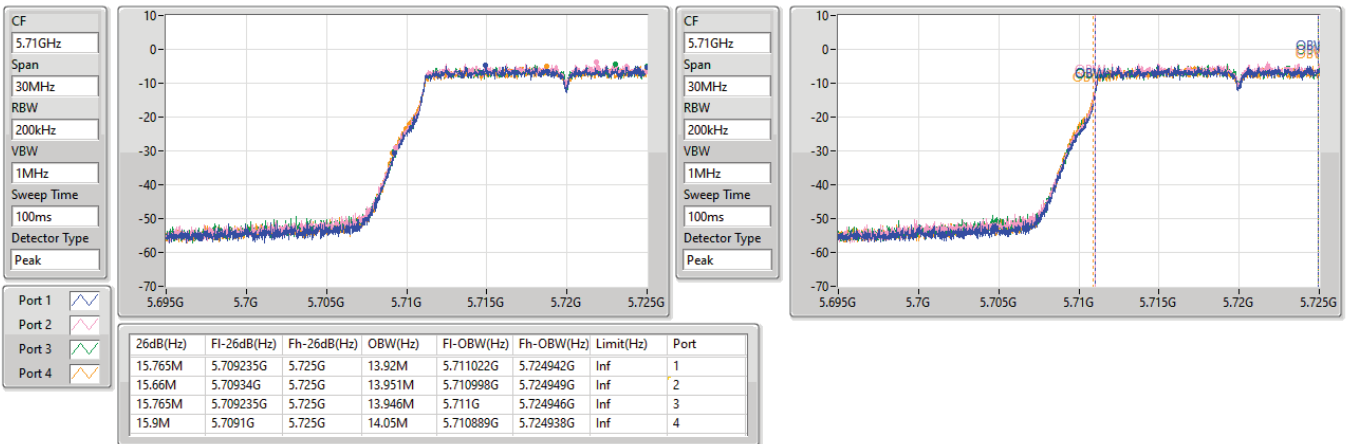 CF
5.71GHz
Span
30MHz
RBW
200kHz
VBW
1MHz
Sweep Time
100ms
Detector Type
Peak
10-
0-
-10-
-20-
-30-
-40-
-50-
-60-
-70-
5.695G 5.7G 5.705G 5.71G 5.715G 5.72G 5.725G
CF
5.71GHz
Span
30MHz
RBW
200kHz
VBW
1MHz
Sweep Time
100ms
Detector Type
Peak
10-
0-
-10-
-20-
-30-
-40-
-50-
-60-
-70-
OBW
OBW
5.695G 5.7G 5.705G 5.71G 5.715G 5.72G 5.725G
Port 1
Port 2
Port 3
Port 4
26dB(Hz) Fl-26dB(Hz) Fh-26dB(Hz) OBW(Hz) Fl-OBW(Hz) Fh-OBW(Hz) Limit(Hz) Port
15.765M 5.709235G 5.725G 13.92M 5.711022G 5.724942G Inf 1
15.66M 5.70934G 5.725G 13.951M 5.710998G 5.724949G Inf 2
15.765M 5.709235G 5.725G 13.946M 5.711G 5.724946G Inf 3
15.9M 5.7091G 5.725G 14.05M 5.710889G 5.724938G Inf 4